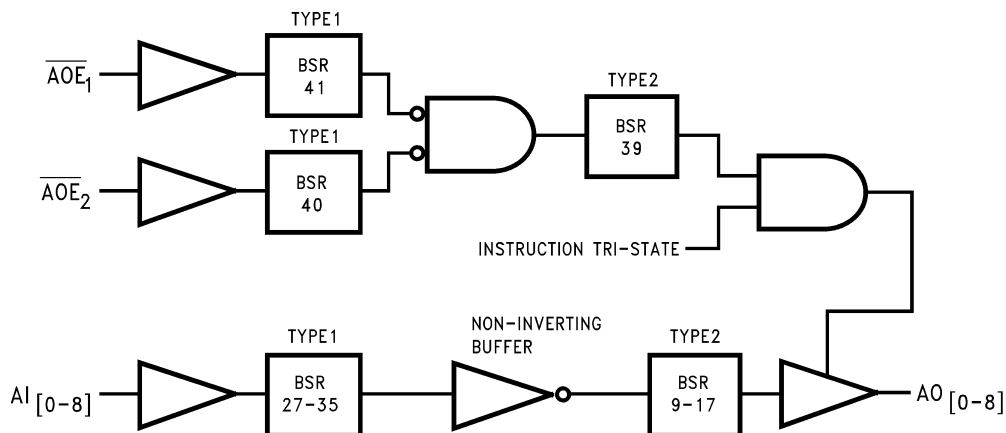 TYPE1
AOE1
BSR
41
TYPE2
BSR
39
TYPE1
AOE2
BSR
40
INSTRUCTION TRI-STATE
TYPE1
NON-INVERTING
BUFFER
TYPE2
AI[0-8]
BSR
27-35
BSR
9-17
AO[0-8]